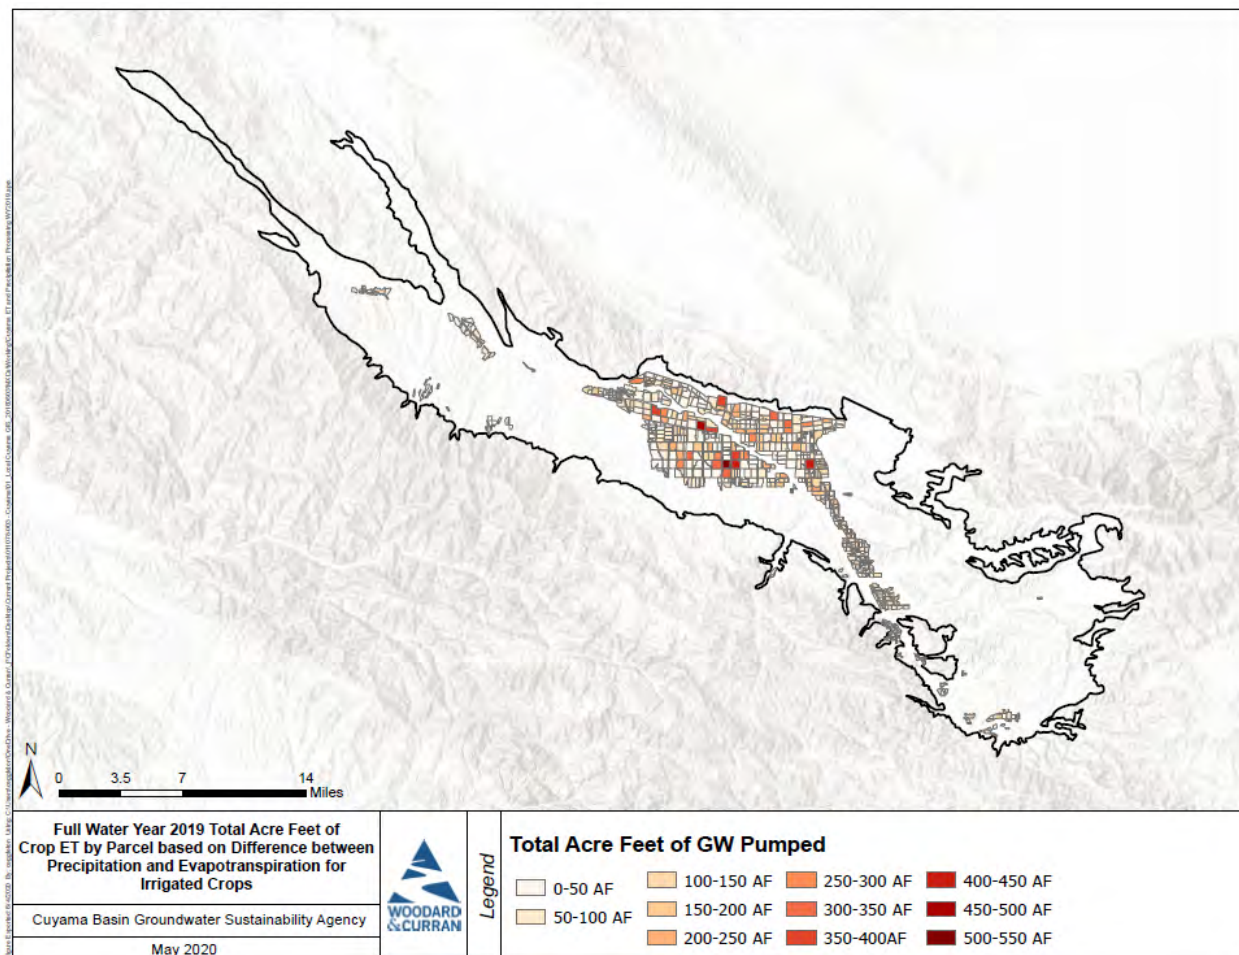 N
0 3.5 7 14
Miles
Full Water Year 2019 Total Acre Feet of
Crop ET by Parcel based on Difference between
Precipitation and Evapotranspiration for
Irrigated Crops
Cuyama Basin Groundwater Sustainability Agency
May 2020
WOODARD
&CURRAN
Legend
Total Acre Feet of GW Pumped
0-50 AF
50-100 AF
100-150 AF
150-200 AF
200-250 AF
250-300 AF
300-350 AF
350-400AF
400-450 AF
450-500 AF
500-550 AF